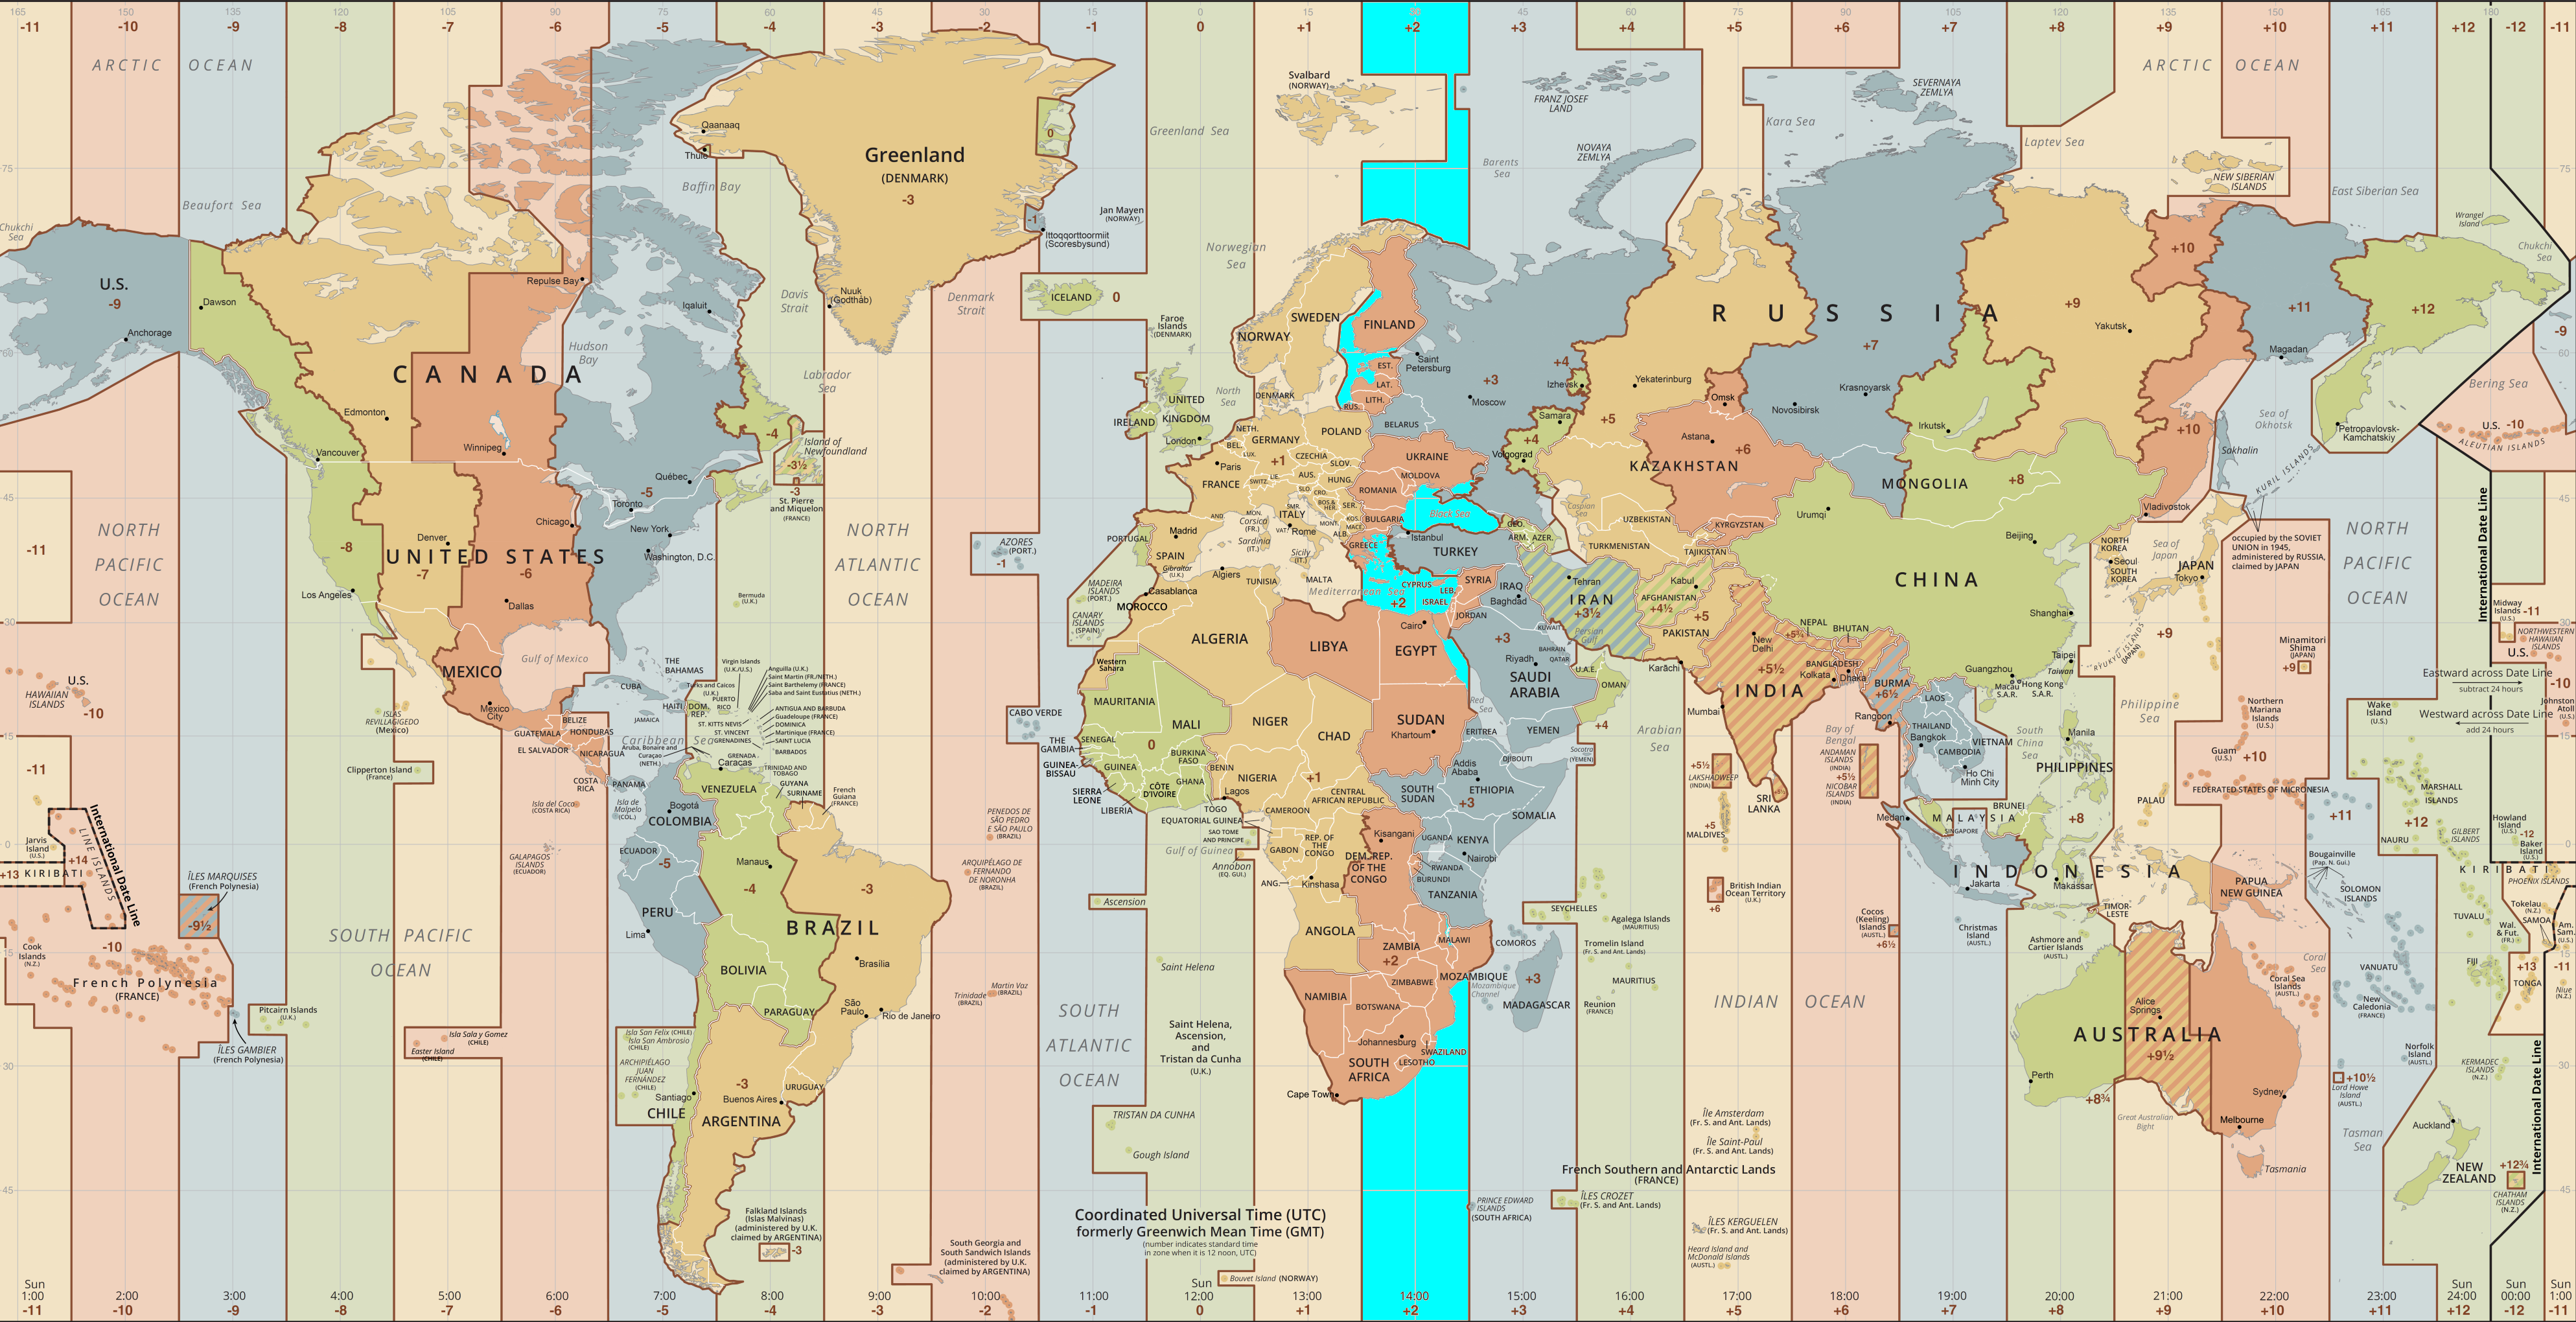 165 150 135 120 105 90 75 60 45 30 15 0 15 30 45 60 75 90 105 120 135 150 165 180
-11 -10 -9 -8 -7 -6 -5 -4 -3 -2 -1 0 +1 +2 +3 +4 +5 +6 +7 +8 +9 +10 +11 +12 -12 -11
ARCTIC OCEAN
ARCTIC OCEAN
Chukchi Sea
Beaufort Sea
Baffin Bay
Qaanaaq
Thule
Greenland
(DENMARK)
-3
0
-1
Ittoqqortoormiit
(Scoresbysund)
Nuuk
(Godthåb)
Davis
Strait
Denmark
Strait
Labrador
Sea
Greenland Sea
Jan Mayen
(NORWAY)
Norwegian
Sea
Svalbard
(NORWAY)
FRANZ JOSEF
LAND
Barents
Sea
NOVAYA
ZEMLYA
Kara Sea
SEVERNAYA
ZEMLYA
Laptev Sea
NEW SIBERIAN
ISLANDS
East Siberian Sea
Wrangel
Island
Chukchi
Sea
U.S.
-9
Anchorage
Dawson
CANADA
Repulse Bay
Iqaluit
Hudson
Bay
Edmonton
Winnipeg
Vancouver
Québec
Toronto
-5
-4
-3½
Island of
Newfoundland
-3
St. Pierre
and Miquelon
(FRANCE)
UNITED STATES
-8
-7
-6
Denver
Chicago
New York
Washington, D.C.
Los Angeles
Dallas
Bermuda
(U.K.)
NORTH
PACIFIC
OCEAN
-11
NORTH
ATLANTIC
OCEAN
AZORES
(PORT.)
-1
ICELAND
0
Faroe
Islands
(DENMARK)
IRELAND
UNITED
KINGDOM
London
North
Sea
NORWAY
SWEDEN
FINLAND
EST.
LAT.
LITH.
RUS.
DENMARK
NETH.
BEL.
LUX.
GERMANY
POLAND
BELARUS
CZECHIA
SLOV.
AUS.
HUNG.
SWITZ.
LIE.
FRANCE
Paris
+1
UKRAINE
MOLDOVA
ROMANIA
BULGARIA
SLO.
CRO.
BOS.&
HER.
SER.
MONT.
KOS.
MACE.
ALB.
GREECE
SMR.
ITALY
VAT.
Rome
MON.
Corsica
(FR.)
Sardinia
(IT.)
Sicily
(IT.)
AND.
Madrid
SPAIN
PORTUGAL
Gibraltar
(U.K.)
MALTA
Black Sea
Istanbul
TURKEY
GEO.
ARM.
AZER.
CYPRUS
SYRIA
LEB.
ISRAEL
JORDAN
IRAQ
Baghdad
Mediterranean Sea
+2
Saint
Petersburg
Moscow
+3
RUSSIA
Izhevsk
+4
Samara
Volgograd
+4
Yekaterinburg
+5
Omsk
Novosibirsk
Krasnoyarsk
+7
Irkutsk
+8
+9
Yakutsk
+10
+11
Magadan
+12
Petropavlovsk-
Kamchatskiy
Sea of
Okhotsk
Sakhalin
KURIL ISLANDS
+10
Vladivostok
Bering Sea
-9
U.S. -10
ALEUTIAN ISLANDS
KAZAKHSTAN
Astana
+6
MONGOLIA
Caspian
Sea
UZBEKISTAN
TURKMENISTAN
KYRGYZSTAN
TAJIKISTAN
Urumqi
CHINA
Beijing
Shanghai
Guangzhou
Macau
S.A.R.
Hong Kong
S.A.R.
Taipei
Taiwan
NORTH
KOREA
Seoul
SOUTH
KOREA
Sea of
Japan
JAPAN
Tokyo
+9
RYUKYU ISLANDS
(JAPAN)
occupied by the SOVIET
UNION in 1945,
administered by RUSSIA,
claimed by JAPAN
NORTH
PACIFIC
OCEAN
International Date Line
Midway
Islands
(U.S.)
-11
NORTHWESTERN
HAWAIIAN
ISLANDS
U.S.
-10
Minamitori
Shima
(JAPAN)
+9
Eastward across Date Line
subtract 24 hours
Westward across Date Line
add 24 hours
Johnston
Atoll
(U.S.)
Wake
Island
(U.S.)
U.S.
HAWAIIAN
ISLANDS
-10
MEXICO
Mexico
City
Gulf of Mexico
ISLAS
REVILLAGIGEDO
(Mexico)
Clipperton Island
(France)
THE
BAHAMAS
CUBA
JAMAICA
HAITI
DOM.
REP.
PUERTO
RICO
Virgin Islands
(U.K./U.S.)
Turks and Caicos
(U.K.)
Anguilla (U.K.)
Saint Martin (FR./NETH.)
Saint Barthelemy (FRANCE)
Saba and Saint Eustatius (NETH.)
ANTIGUA AND BARBUDA
Guadeloupe (FRANCE)
DOMINICA
Martinique (FRANCE)
SAINT LUCIA
BARBADOS
ST. KITTS NEVIS
ST. VINCENT
GRENADINES
GRENADA
TRINIDAD AND
TOBAGO
Caribbean Sea
Aruba, Bonaire and
Curaçao
(NETH.)
BELIZE
GUATEMALA
HONDURAS
EL SALVADOR
NICARAGUA
COSTA
RICA
PANAMA
Isla del Coco
(COSTA RICA)
Isla de
Malpelo
(COL.)
GALAPAGOS
ISLANDS
(ECUADOR)
Caracas
VENEZUELA
GUYANA
SURINAME
French
Guiana
(FRANCE)
Bogotá
COLOMBIA
ECUADOR
-5
PERU
Lima
Manaus
-4
BRAZIL
-3
Brasília
São
Paulo
Rio de Janeiro
BOLIVIA
PARAGUAY
URUGUAY
-3
ARGENTINA
Buenos Aires
CHILE
Santiago
Isla San Felix (CHILE)
Isla San Ambrosio
(CHILE)
ARCHIPIÉLAGO
JUAN
FERNÁNDEZ
(CHILE)
Isla Sala y Gomez
(CHILE)
Easter Island
(CHILE)
Falkland Islands
(Islas Malvinas)
(administered by U.K.
claimed by ARGENTINA)
-3
South Georgia and
South Sandwich Islands
(administered by U.K.
claimed by ARGENTINA)
PENEDOS DE
SÃO PEDRO
E SÃO PAULO
(BRAZIL)
ARQUIPÉLAGO DE
FERNANDO
DE NORONHA
(BRAZIL)
Martin Vaz
(BRAZIL)
Trinidade
(BRAZIL)
SOUTH
ATLANTIC
OCEAN
Ascension
Saint Helena
Saint Helena,
Ascension,
and
Tristan da Cunha
(U.K.)
TRISTAN DA CUNHA
Gough Island
Coordinated Universal Time (UTC)
formerly Greenwich Mean Time (GMT)
(number indicates standard time
in zone when it is 12 noon, UTC)
Bouvet Island (NORWAY)
-11
Jarvis
Island
(U.S.)
+13 KIRIBATI
+14
LINE ISLANDS
International Date Line
ÎLES MARQUISES
(French Polynesia)
-9½
-10
Cook
Islands
(N.Z.)
French Polynesia
(FRANCE)
ÎLES GAMBIER
(French Polynesia)
Pitcairn Islands
(U.K.)
SOUTH PACIFIC
OCEAN
MADEIRA
ISLANDS
(PORT.)
CANARY
ISLANDS
(SPAIN)
Casablanca
MOROCCO
Western
Sahara
Algiers
TUNISIA
ALGERIA
LIBYA
Cairo
EGYPT
CABO VERDE
MAURITANIA
MALI
0
NIGER
CHAD
SUDAN
Khartoum
ERITREA
SENEGAL
THE
GAMBIA
GUINEA-
BISSAU
GUINEA
SIERRA
LEONE
LIBERIA
CÔTE
D'IVOIRE
BURKINA
FASO
GHANA
TOGO
BENIN
NIGERIA
Lagos
+1
CAMEROON
CENTRAL
AFRICAN REPUBLIC
EQUATORIAL GUINEA
SAO TOME
AND PRINCIPE
Gulf of Guinea
Annobon
(EQ. GUI.)
GABON
REP. OF
THE
CONGO
DEM. REP.
OF THE
CONGO
Kisangani
Kinshasa
ANG.
ANGOLA
ZAMBIA
+2
MALAWI
ZIMBABWE
NAMIBIA
BOTSWANA
MOZAMBIQUE
Mozambique
Channel
Johannesburg
SWAZILAND
LESOTHO
SOUTH
AFRICA
Cape Town
SOUTH
SUDAN
Addis
Ababa
ETHIOPIA
+3
DJIBOUTI
SOMALIA
UGANDA
KENYA
Nairobi
RWANDA
BURUNDI
TANZANIA
COMOROS
+3
MADAGASCAR
Red
Sea
+3
Riyadh
SAUDI
ARABIA
YEMEN
KUWAIT
BAHRAIN
QATAR
U.A.E.
OMAN
+4
Persian
Gulf
Tehran
IRAN
+3½
Kabul
AFGHANISTAN
+4½
+5
PAKISTAN
Karāchi
Arabian
Sea
Socotra
(YEMEN)
New
Delhi
+5½
INDIA
Mumbai
Kolkata
NEPAL
+5¾
BHUTAN
BANGLADESH
Dhaka
BURMA
+6½
Rangoon
Bay of
Bengal
ANDAMAN
ISLANDS
(INDIA)
+5½
NICOBAR
ISLANDS
(INDIA)
+5½
LAKSHADWEEP
(INDIA)
SRI
LANKA
+5
MALDIVES
LAOS
THAILAND
Bangkok
CAMBODIA
VIETNAM
Ho Chi
Minh City
South
China
Sea
Manila
PHILIPPINES
Philippine
Sea
BRUNEI
MALAYSIA
SINGAPORE
Medan
+8
INDONESIA
Jakarta
Makassar
TIMOR-
LESTE
PALAU
Northern
Mariana
Islands
(U.S.)
Guam
(U.S.)
+10
FEDERATED STATES OF MICRONESIA
+11
MARSHALL
ISLANDS
+12
NAURU
GILBERT
ISLANDS
Howland
Island
(U.S.)
-12
Baker
Island
(U.S.)
KIRIBATI
PHOENIX ISLANDS
PAPUA
NEW GUINEA
Bougainville
(Pap. N. Gui.)
SOLOMON
ISLANDS
TUVALU
Tokelau
(N.Z.)
SAMOA
Wal.
& Fut.
(FR.)
Am.
Sam.
(U.S.)
FIJI
+13
TONGA
-11
Niue
(N.Z.)
VANUATU
New
Caledonia
(FRANCE)
Coral
Sea
Coral Sea
Islands
(AUSTL.)
Norfolk
Island
(AUSTL.)
KERMADEC
ISLANDS
(N.Z.)
+10½
Lord Howe
Island
(AUSTL.)
International Date Line
SEYCHELLES
Agalega Islands
(MAURITIUS)
Tromelin Island
(Fr. S. and Ant. Lands)
MAURITIUS
Reunion
(FRANCE)
British Indian
Ocean Territory
(U.K.)
+6
INDIAN OCEAN
Cocos
(Keeling)
Islands
(AUSTL.)
+6½
Christmas
Island
(AUSTL.)
Ashmore and
Cartier Islands
(AUSTL.)
Alice
Springs
AUSTRALIA
+9½
Perth
+8¾
Great Australian
Bight
Sydney
Melbourne
Tasmania
Tasman
Sea
Auckland
NEW
ZEALAND
+12¾
CHATHAM
ISLANDS
(N.Z.)
Île Amsterdam
(Fr. S. and Ant. Lands)
Île Saint-Paul
(Fr. S. and Ant. Lands)
French Southern and Antarctic Lands
(FRANCE)
PRINCE EDWARD
ISLANDS
(SOUTH AFRICA)
ÎLES CROZET
(Fr. S. and Ant. Lands)
ÎLES KERGUELEN
(Fr. S. and Ant. Lands)
Heard Island and
McDonald Islands
(AUSTL.)
75 60 45 30 15 0 15 30 45
Sun Sun Sun Sun Sun
1:00 2:00 3:00 4:00 5:00 6:00 7:00 8:00 9:00 10:00 11:00 12:00 13:00 14:00 15:00 16:00 17:00 18:00 19:00 20:00 21:00 22:00 23:00 24:00 00:00 1:00
-11 -10 -9 -8 -7 -6 -5 -4 -3 -2 -1 0 +1 +2 +3 +4 +5 +6 +7 +8 +9 +10 +11 +12 -12 -11